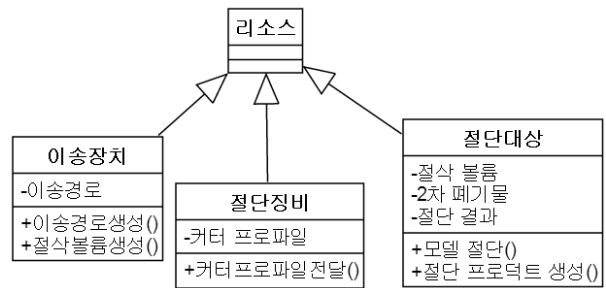 리소스
이송장치
-이송경로
+이송경로생성()
+절삭볼륨생성()
절단징비
-커터 프로파일
+커터프로파일전달()
절단대상
-절삭 볼륨
-2차 폐기물
-절단 결과
+모델 절단()
+절단 프로덕트 생성()